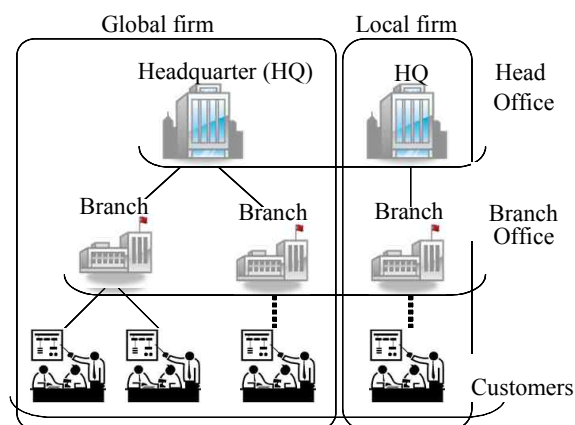 Global firm
Local firm
Headquarter (HQ)
HQ
Head
Office
Branch
Branch
Branch
Branch
Office
Customers